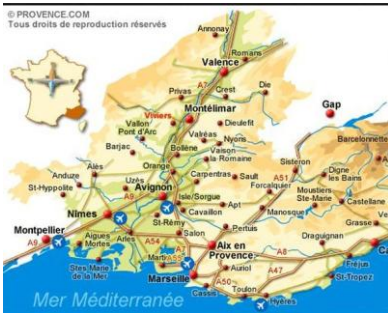 © PROVENCE.COM
Tous droits de reproduction réservés
Annonay
Romans
Valence
A7
Privas
Crest
Die
Gap
Viviers
Montélimar
Vallon
Pont d'Arc
Dieulefit
Barjac
Valréas
Nyons
Barcelonnette
Bollène
Vaison
la Romaine
Alès
Orange
Sisteron
Anduze
Uzès
Carpentras
Sault
A51
Digne
les Bains
St-Hyppolite
Avignon
Forcalquier
Moustiers
Ste-Marie
A9
Isle/Sorgue
Nîmes
Cavaillon
Apt
Manosque
Castellane
St-Rémy
Montpellier
Grasse
A9
Aigues
Mortes
Arles
A54
Salon
Pertuis
Draguignan
Aix en
Provence
A8
Stes Marie
de la Mer
Marti
A55
Auriol
A47
Fréjus
Marseille
A50
St-Tropez
Cassis
Toulon
Hyères
Mer Méditerranée